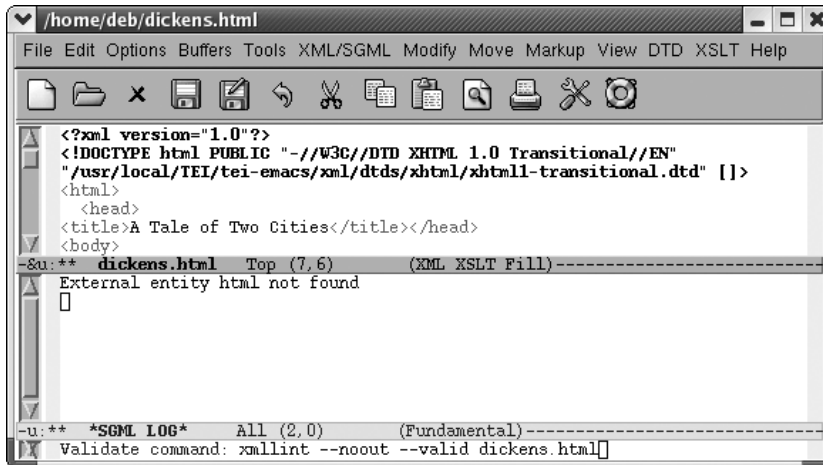 /home/deb/dickens.html
File Edit Options Buffers Tools XML/SGML Modify Move Markup View DTD XSLT Help
<?xml version="1.0"?>
<!DOCTYPE html PUBLIC "-//W3C//DTD XHTML 1.0 Transitional//EN"
"/usr/local/TEI/tei-emacs/xml/dtds/xhtml/xhtml1-transitional.dtd" []>
<html>
<head>
<title>A Tale of Two Cities</title></head>
<body>
-&u:** dickens.html Top (7,6) (XML XSLT Fill)----------------------------
External entity html not found
-u:** *SGML LOG* All (2,0) (Fundamental)-------------------------------
Validate command: xmllint --noout --valid dickens.html